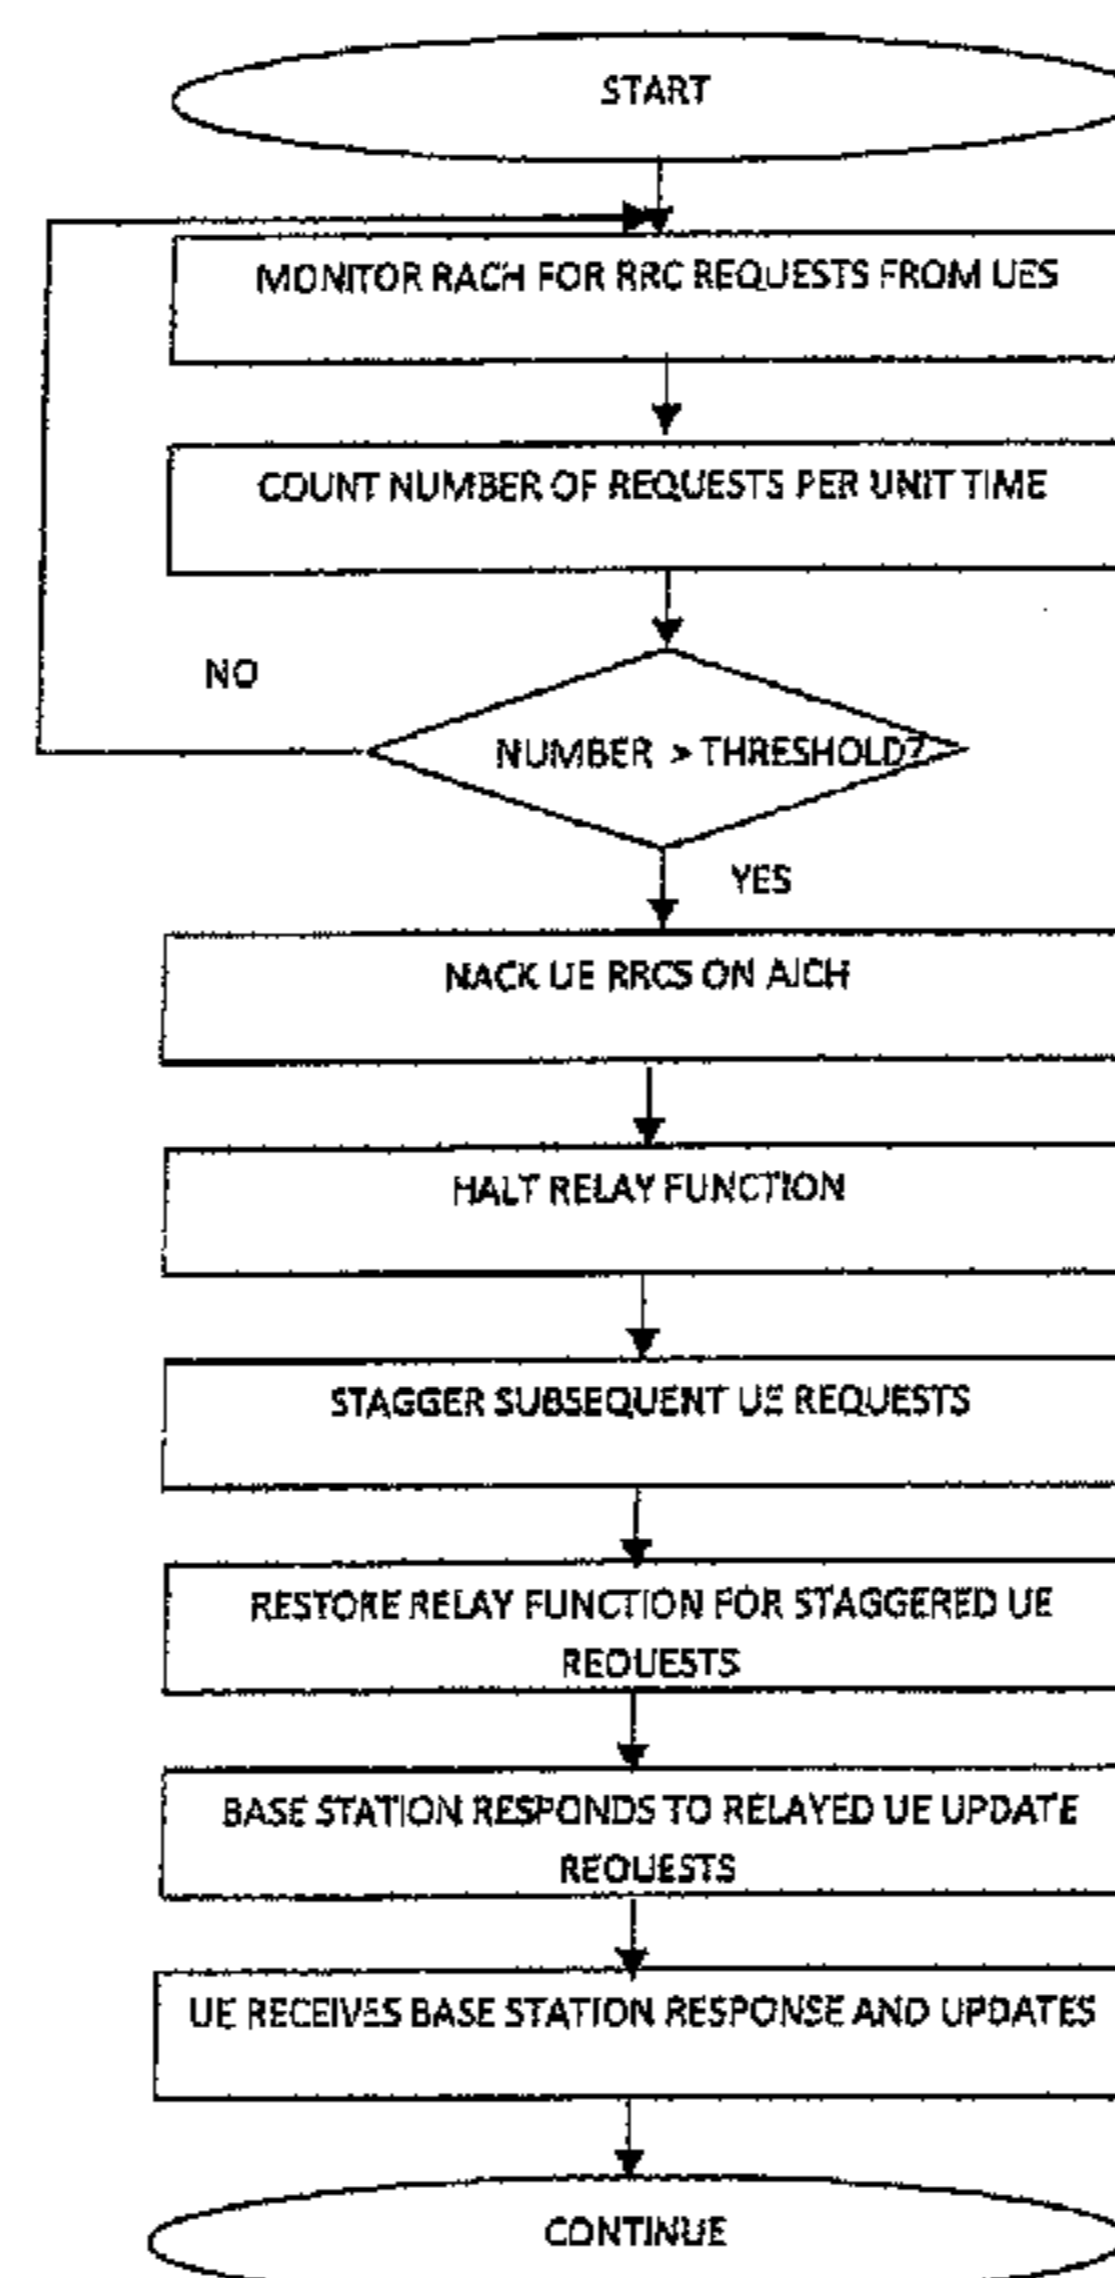 START
MONITOR RACH FOR RRC REQUESTS FROM UES
COUNT NUMBER OF REQUESTS PER UNIT TIME
NO
NUMBER > THRESHOLD?
YES
NACK UE RRCS ON AICH
HALT RELAY FUNCTION
STAGGER SUBSEQUENT UE REQUESTS
RESTORE RELAY FUNCTION FOR STAGGERED UE
REQUESTS
BASE STATION RESPONDS TO RELAYED UE UPDATE
REQUESTS
UE RECEIVES BASE STATION RESPONSE AND UPDATES
CONTINUE